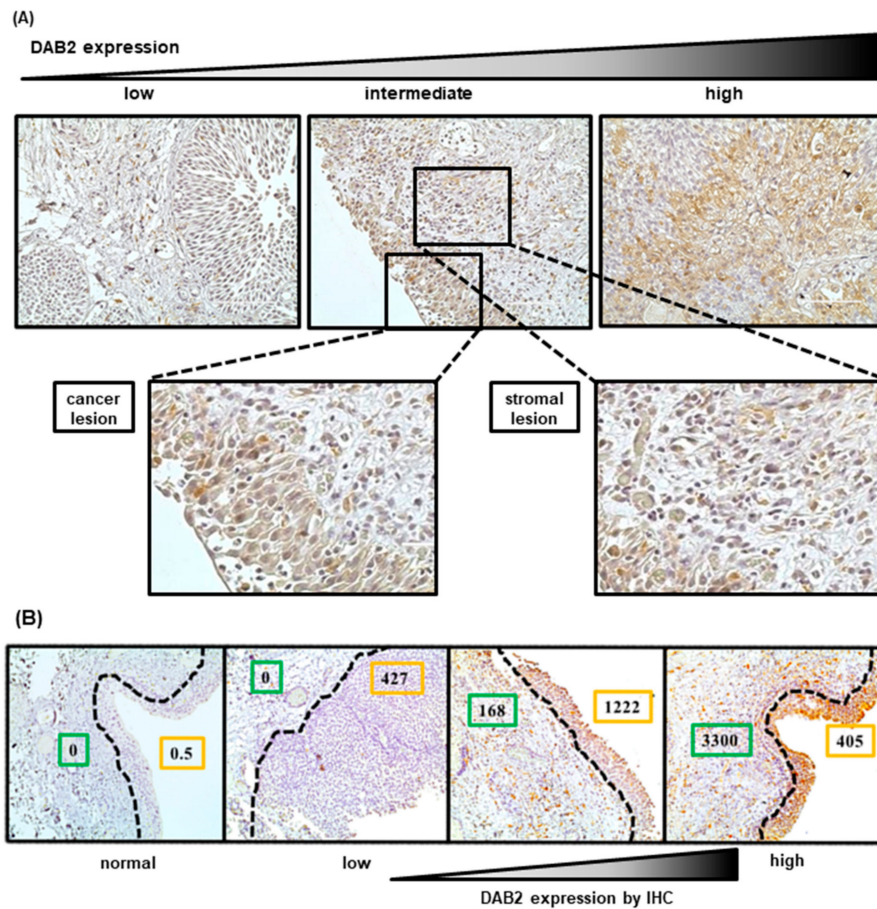 (A)
DAB2 expression
low intermediate high
cancer
lesion
stromal
lesion
(B)
0 0.5
0 427
168 1222
3300 405
normal low high
DAB2 expression by IHC